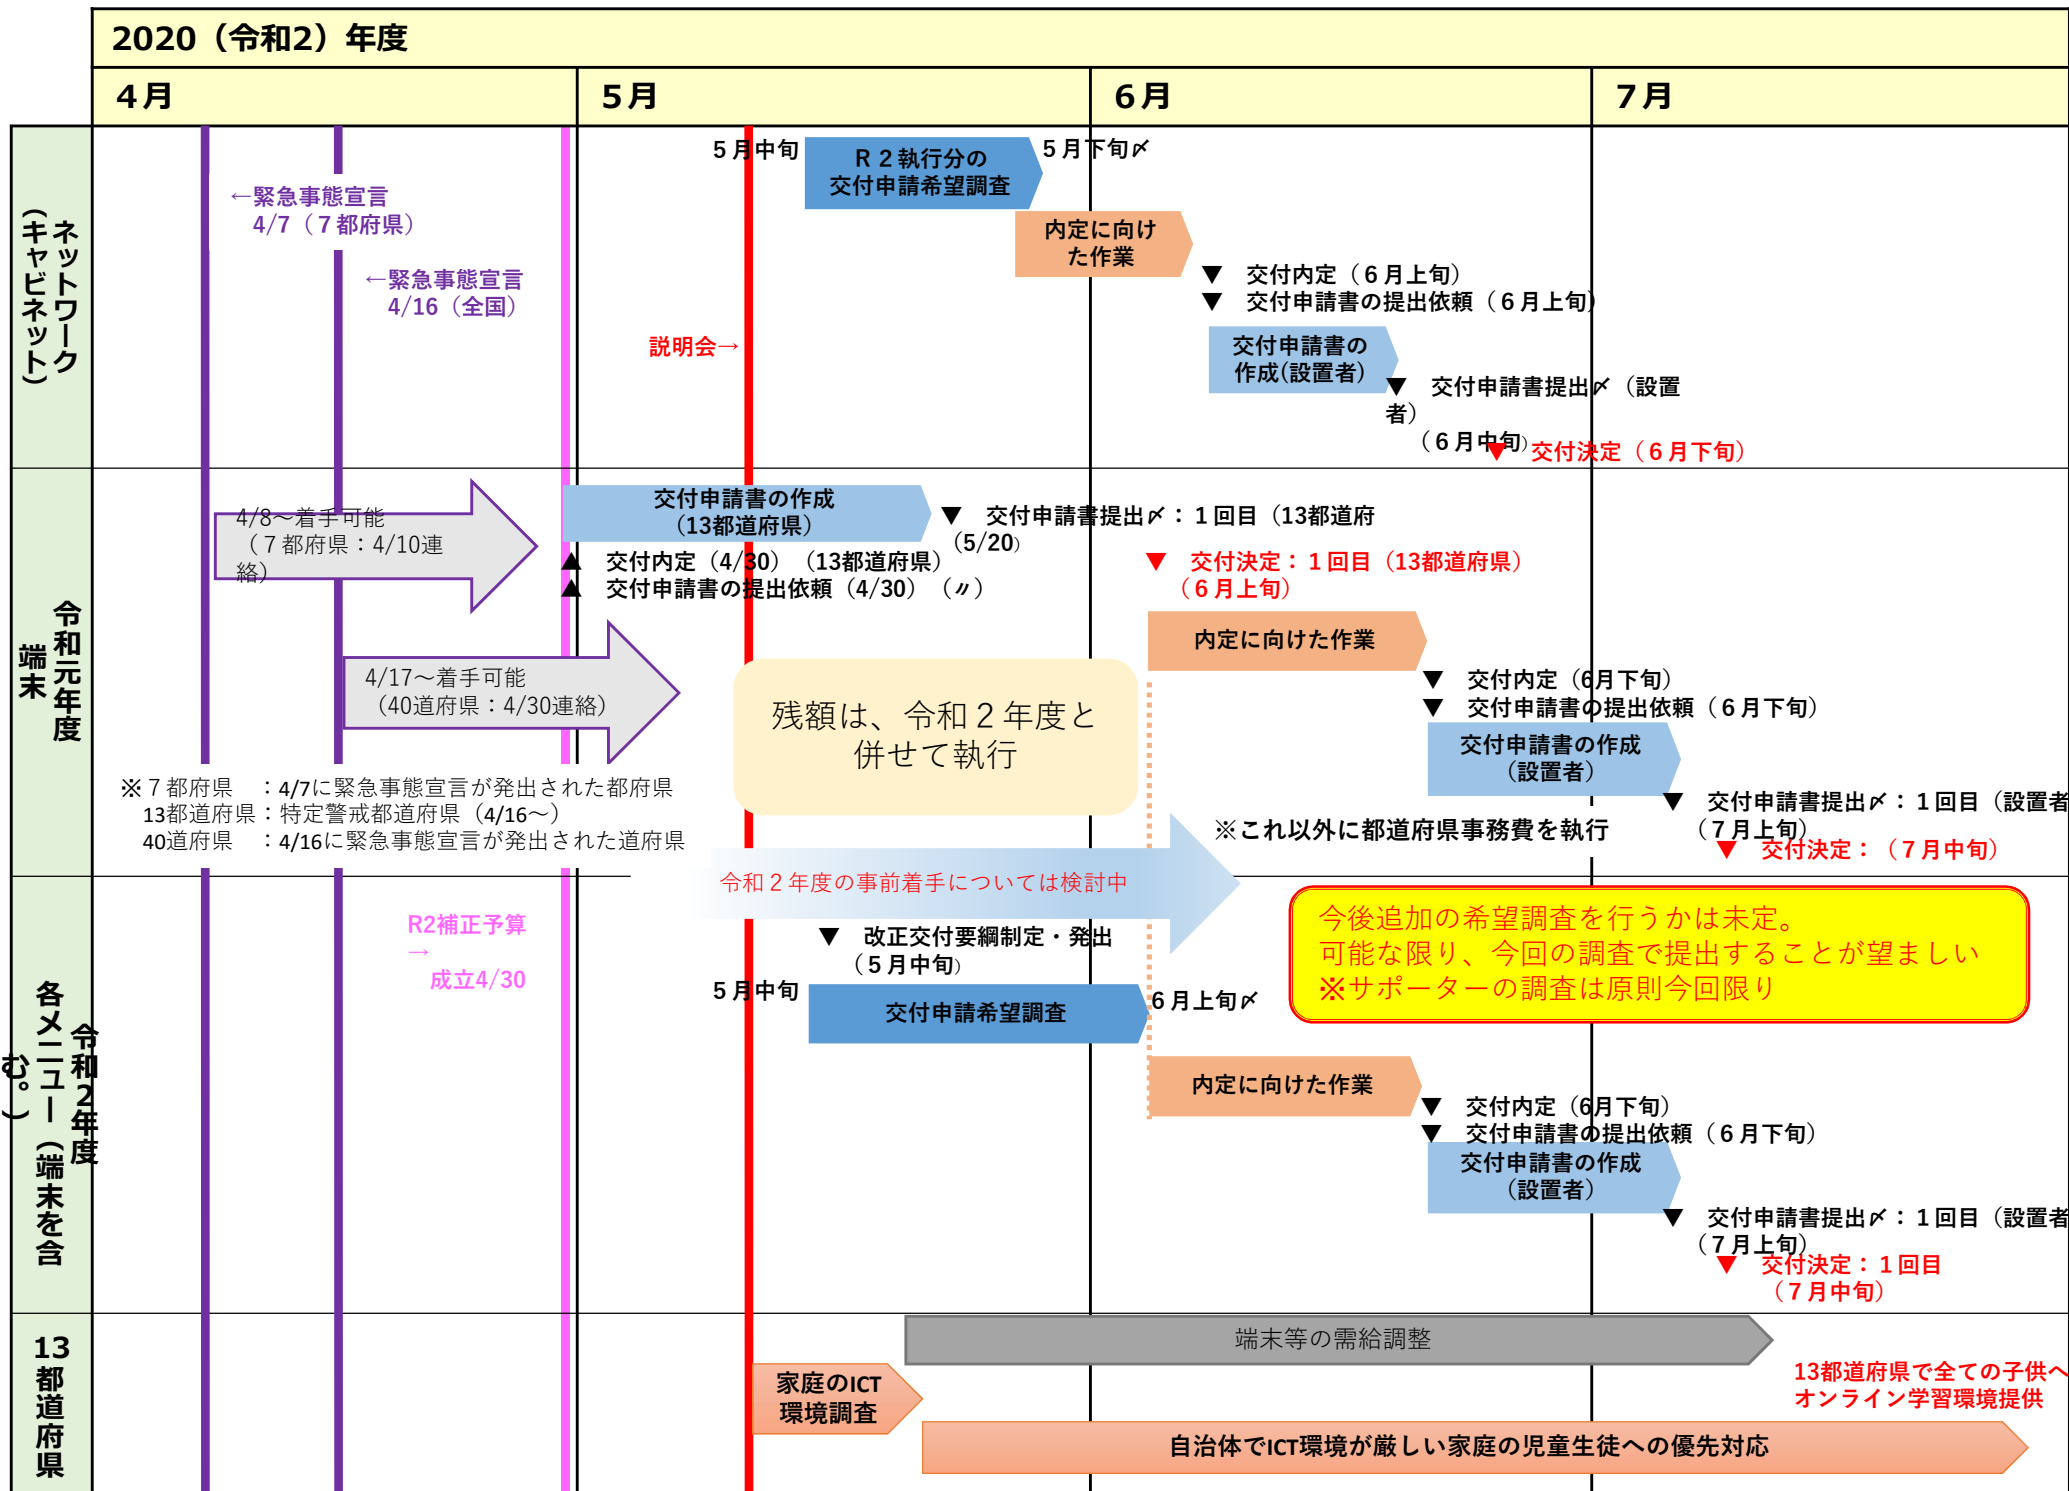 2020（令和2）年度
４月
５月
６月
７月
ネットワーク
（キャビネット）
←緊急事態宣言
4/7（７都府県）
←緊急事態宣言
4/16（全国）
説明会→
５月中旬
Ｒ２執行分の
交付申請希望調査
５月下旬〆
内定に向け
た作業
▼　交付内定（６月上旬）
▼　交付申請書の提出依頼（６月上旬）
交付申請書の
作成(設置者)
▼　交付申請書提出〆（設置
者）
（６月中旬）
▼　交付決定（６月下旬）
令和元年度
端末
4/8～着手可能
（７都府県：4/10連
絡）
交付申請書の作成
（13都道府県）
▼　交付申請書提出〆：１回目（13都道府
（5/20）
▲　交付内定（4/30）（13都道府県）
▲　交付申請書の提出依頼（4/30）（〃）
▼　交付決定：１回目（13都道府県）
（６月上旬）
内定に向けた作業
4/17～着手可能
（40道府県：4/30連絡）
残額は、令和２年度と
併せて執行
▼　交付内定（6月下旬）
▼　交付申請書の提出依頼（６月下旬）
交付申請書の作成
（設置者）
※７都府県　：4/7に緊急事態宣言が発出された都府県
13都道府県：特定警戒都道府県（4/16～）
40道府県　：4/16に緊急事態宣言が発出された道府県
▼　交付申請書提出〆：１回目（設置者
（７月上旬）
※これ以外に都道府県事務費を執行
▼　交付決定：（７月中旬）
令和２年度の事前着手については検討中
令和２年度
各メニュー（端末を含
む。）
R2補正予算
→
成立4/30
▼　改正交付要綱制定・発出
（５月中旬）
今後追加の希望調査を行うかは未定。
可能な限り、今回の調査で提出することが望ましい
※サポーターの調査は原則今回限り
５月中旬
交付申請希望調査
６月上旬〆
内定に向けた作業
▼　交付内定（6月下旬）
▼　交付申請書の提出依頼（６月下旬）
交付申請書の作成
（設置者）
▼　交付申請書提出〆：１回目（設置者
（７月上旬）
▼　交付決定：１回目
（７月中旬）
13都道府県
端末等の需給調整
家庭のICT
環境調査
13都道府県で全ての子供へ
オンライン学習環境提供
自治体でICT環境が厳しい家庭の児童生徒への優先対応